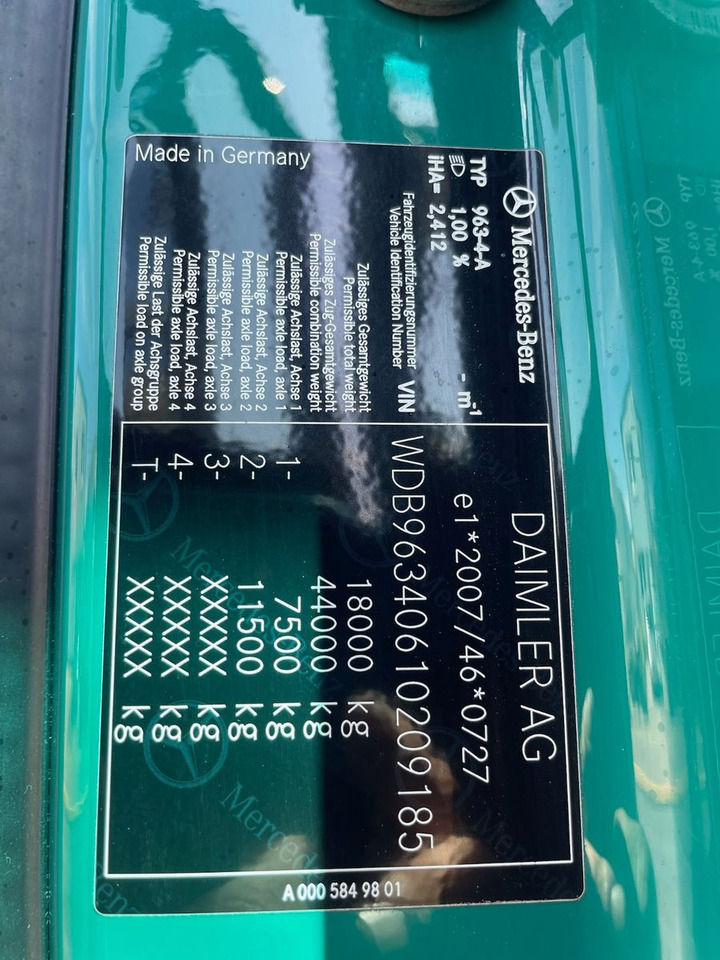 Mercedes-Benz
DAIMLER AG
TYP 963-4-A
1,00 % - m⁻¹
iHA= 2,412
e1*2007/46*0727
Fahrzeugidentifizierungsnummer
Vehicle Identification Number VIN WDB96340610209185
Zulässiges Gesamtgewicht
Permissible total weight 18000 kg
Zulässiges Zug-Gesamtgewicht
Permissible combination weight 44000 kg
Zulässige Achslast, Achse 1
Permissible axle load, axle 1 1- 7500 kg
Zulässige Achslast, Achse 2
Permissible axle load, axle 2 2- 11500 kg
Zulässige Achslast, Achse 3
Permissible axle load, axle 3 3- XXXXX kg
Zulässige Achslast, Achse 4
Permissible axle load, axle 4 4- XXXXX kg
Zulässige Last der Achsgruppe
Permissible load on axle group T- XXXXX kg
Made in Germany
A 000 584 98 01